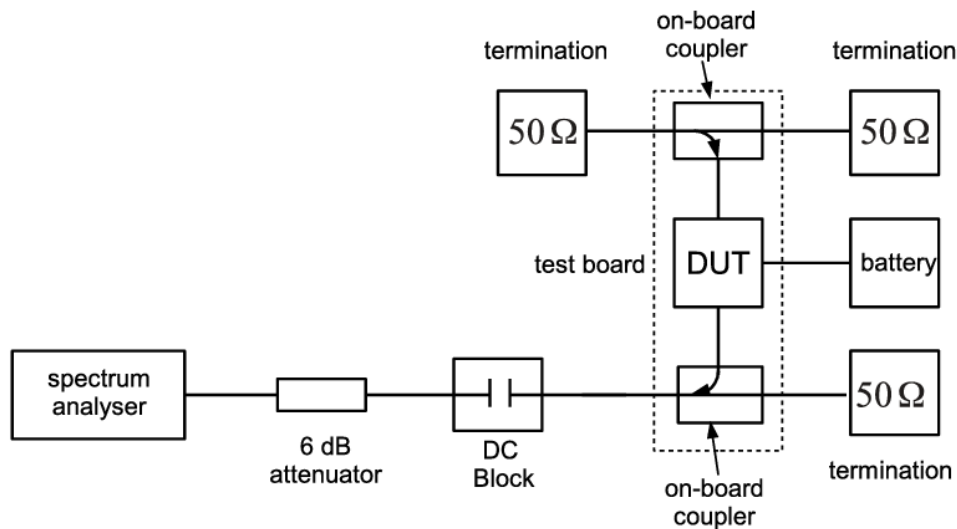 on-board
coupler
termination
termination
50 Ω
50 Ω
test board
DUT
battery
spectrum
analyser
6 dB
attenuator
DC
Block
50 Ω
termination
on-board
coupler